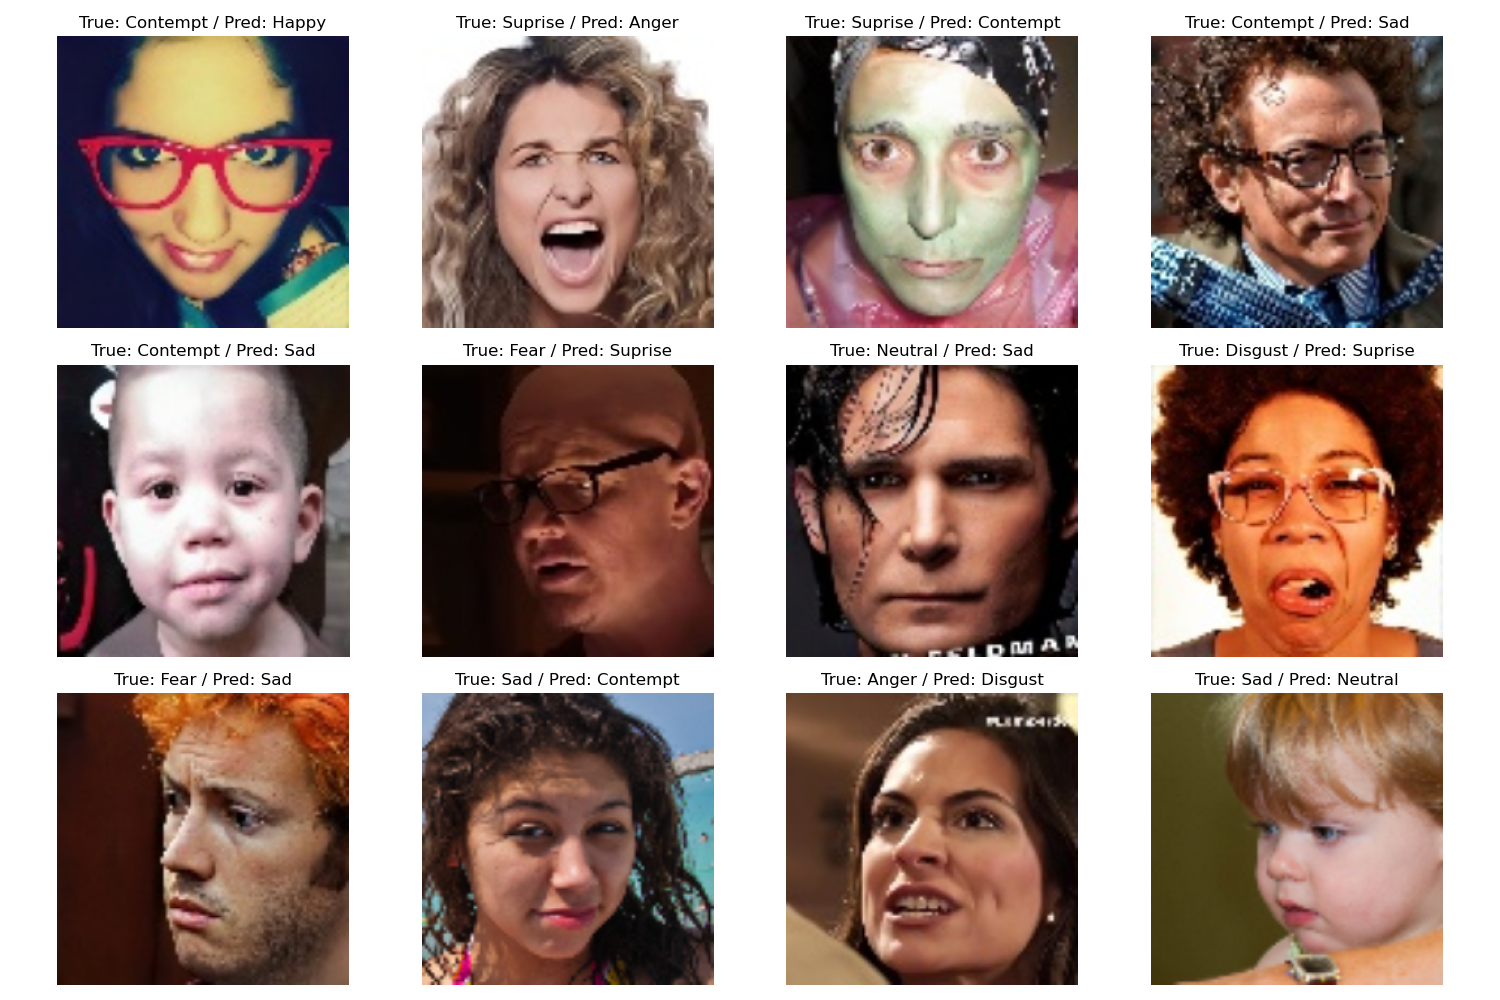 True: Contempt / Pred: Happy
True: Suprise / Pred: Anger
True: Suprise / Pred: Contempt
True: Contempt / Pred: Sad
True: Contempt / Pred: Sad
True: Fear / Pred: Suprise
True: Neutral / Pred: Sad
True: Disgust / Pred: Suprise
FELDMAN
True: Fear / Pred: Sad
True: Sad / Pred: Contempt
True: Anger / Pred: Disgust
True: Sad / Pred: Neutral